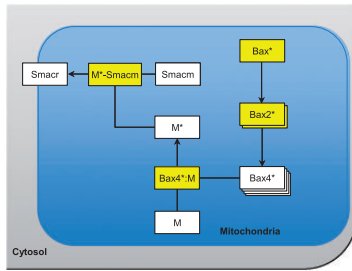 Bax*
Smacr
M*-Smacm
Smacm
Bax2*
M*
Bax4*:M
Bax4*
M
Mitochondria
Cytosol